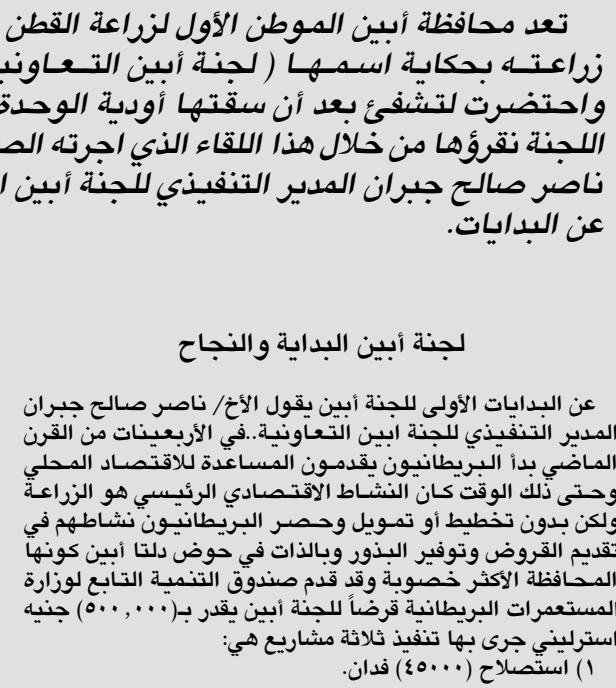 تعد محافظة أبين الموطن الأول لزراعة القطن
زراعته بحكاية اسمها ( لجنة أبين التعاوني
واحتضرت لتشفئ بعد أن سقتها أودية الوحدة
اللجنة نقرؤها من خلال هذا اللقاء الذي اجرته الص
ناصر صالح جبران المدير التنفيذي للجنة أبين ا
عن البدايات.
لجنة أبين البداية والنجاح
عن البدايات الأولى للجنة أبين يقول الأخ/ ناصر صالح جبران
المدير التنفيذي للجنة ابين التعاونية..في الأربعينات من القرن
الماضي بدأ البريطانيون يقدمون المساعدة للاقتصاد المحلي
وحتى ذلك الوقت كان النشاط الاقتصادي الرئيسي هو الزراعة
ولكن بدون تخطيط أو تمويل وحصر البريطانيون نشاطهم في
تقديم القروض وتوفير البذور وبالذات في حوض دلتا أبين كونها
المحافظة الأكثر خصوبة وقد قدم صندوق التنمية التابع لوزارة
المستعمرات البريطانية قرضاً للجنة أبين يقدر بـ(٥٠٠,٠٠٠) جنيه
استرليني جرى بها تنفيذ ثلاثة مشاريع هي:
١) استصلاح (٤٥٠٠٠) فدان.